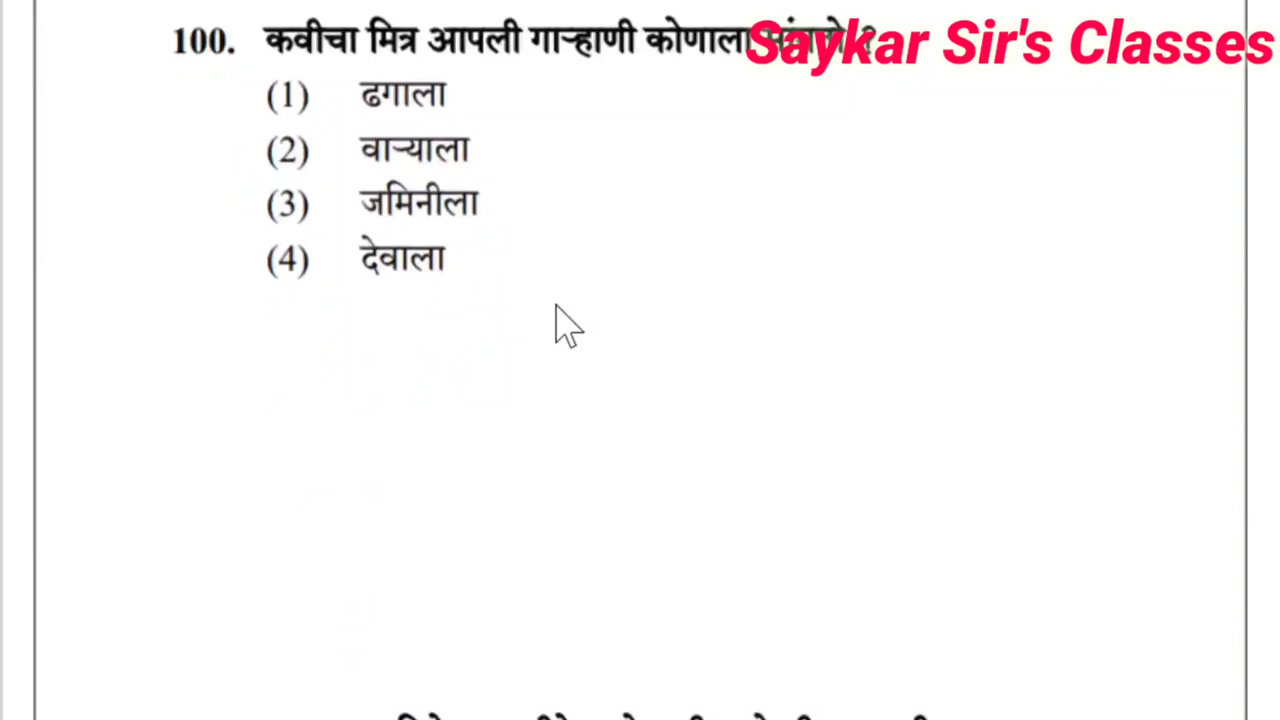 100. कवीचा मित्र आपली गाऱ्हाणी कोणाला ?
Saykar Sir's Classes
(1) ढगाला
(2) वाऱ्याला
(3) जमिनीला
(4) देवाला